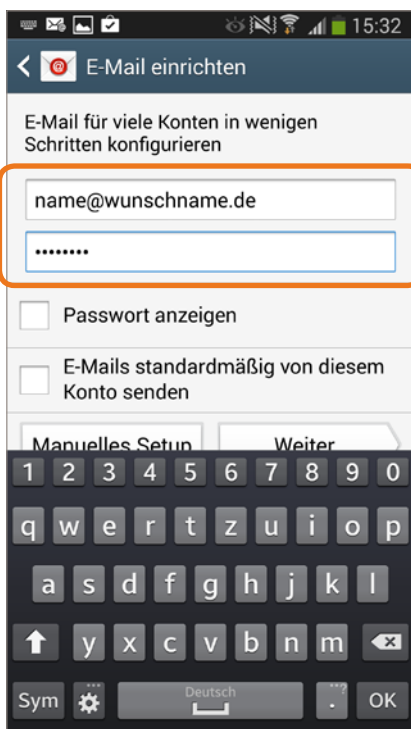 15:32
E-Mail einrichten
E-Mail für viele Konten in wenigen
Schritten konfigurieren
name@wunschname.de
••••••••
Passwort anzeigen
E-Mails standardmäßig von diesem
Konto senden
Manuelles Setup Weiter
1 2 3 4 5 6 7 8 9 0
q w e r t z u i o p
a s d f g h j k l
y x c v b n m
Sym Deutsch ...? . OK